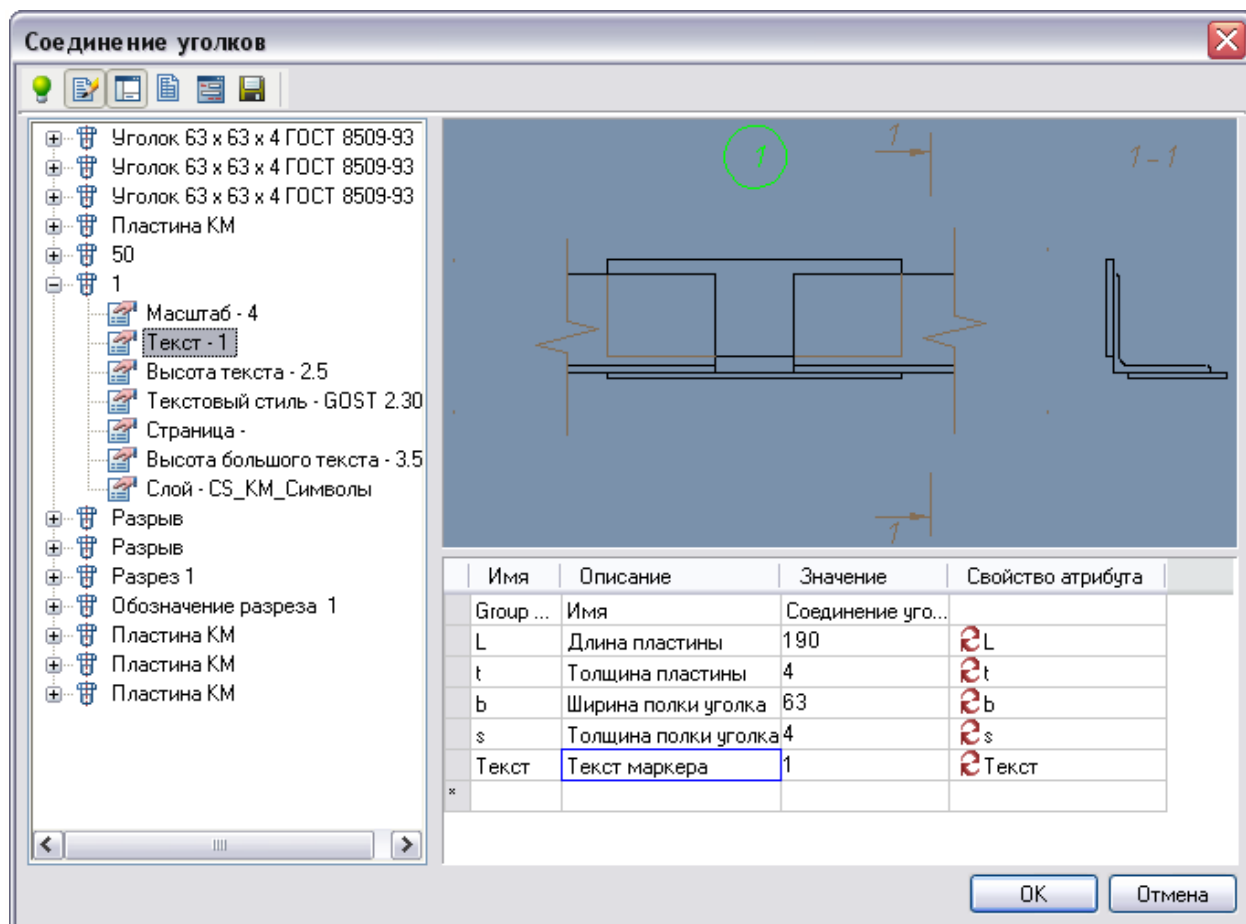 Соединение уголков
Уголок 63 x 63 x 4 ГОСТ 8509-93
Уголок 63 x 63 x 4 ГОСТ 8509-93
Уголок 63 x 63 x 4 ГОСТ 8509-93
Пластина КМ
50
1
Масштаб - 4
Текст - 1
Высота текста - 2.5
Текстовый стиль - GOST 2.30
Страница -
Высота большого текста - 3.5
Слой - CS_KM_Символы
Разрыв
Разрыв
Разрез 1
Обозначение разреза 1
Пластина КМ
Пластина КМ
Пластина КМ
1
1
1 - 1
1
Имя Описание Значение Свойство атрибута
Group ... Имя Соединение уго...
L Длина пластины 190 L
t Толщина пластины 4 t
b Ширина полки уголка 63 b
s Толщина полки уголка 4 s
Текст Текст маркера 1 Текст
*
OK Отмена